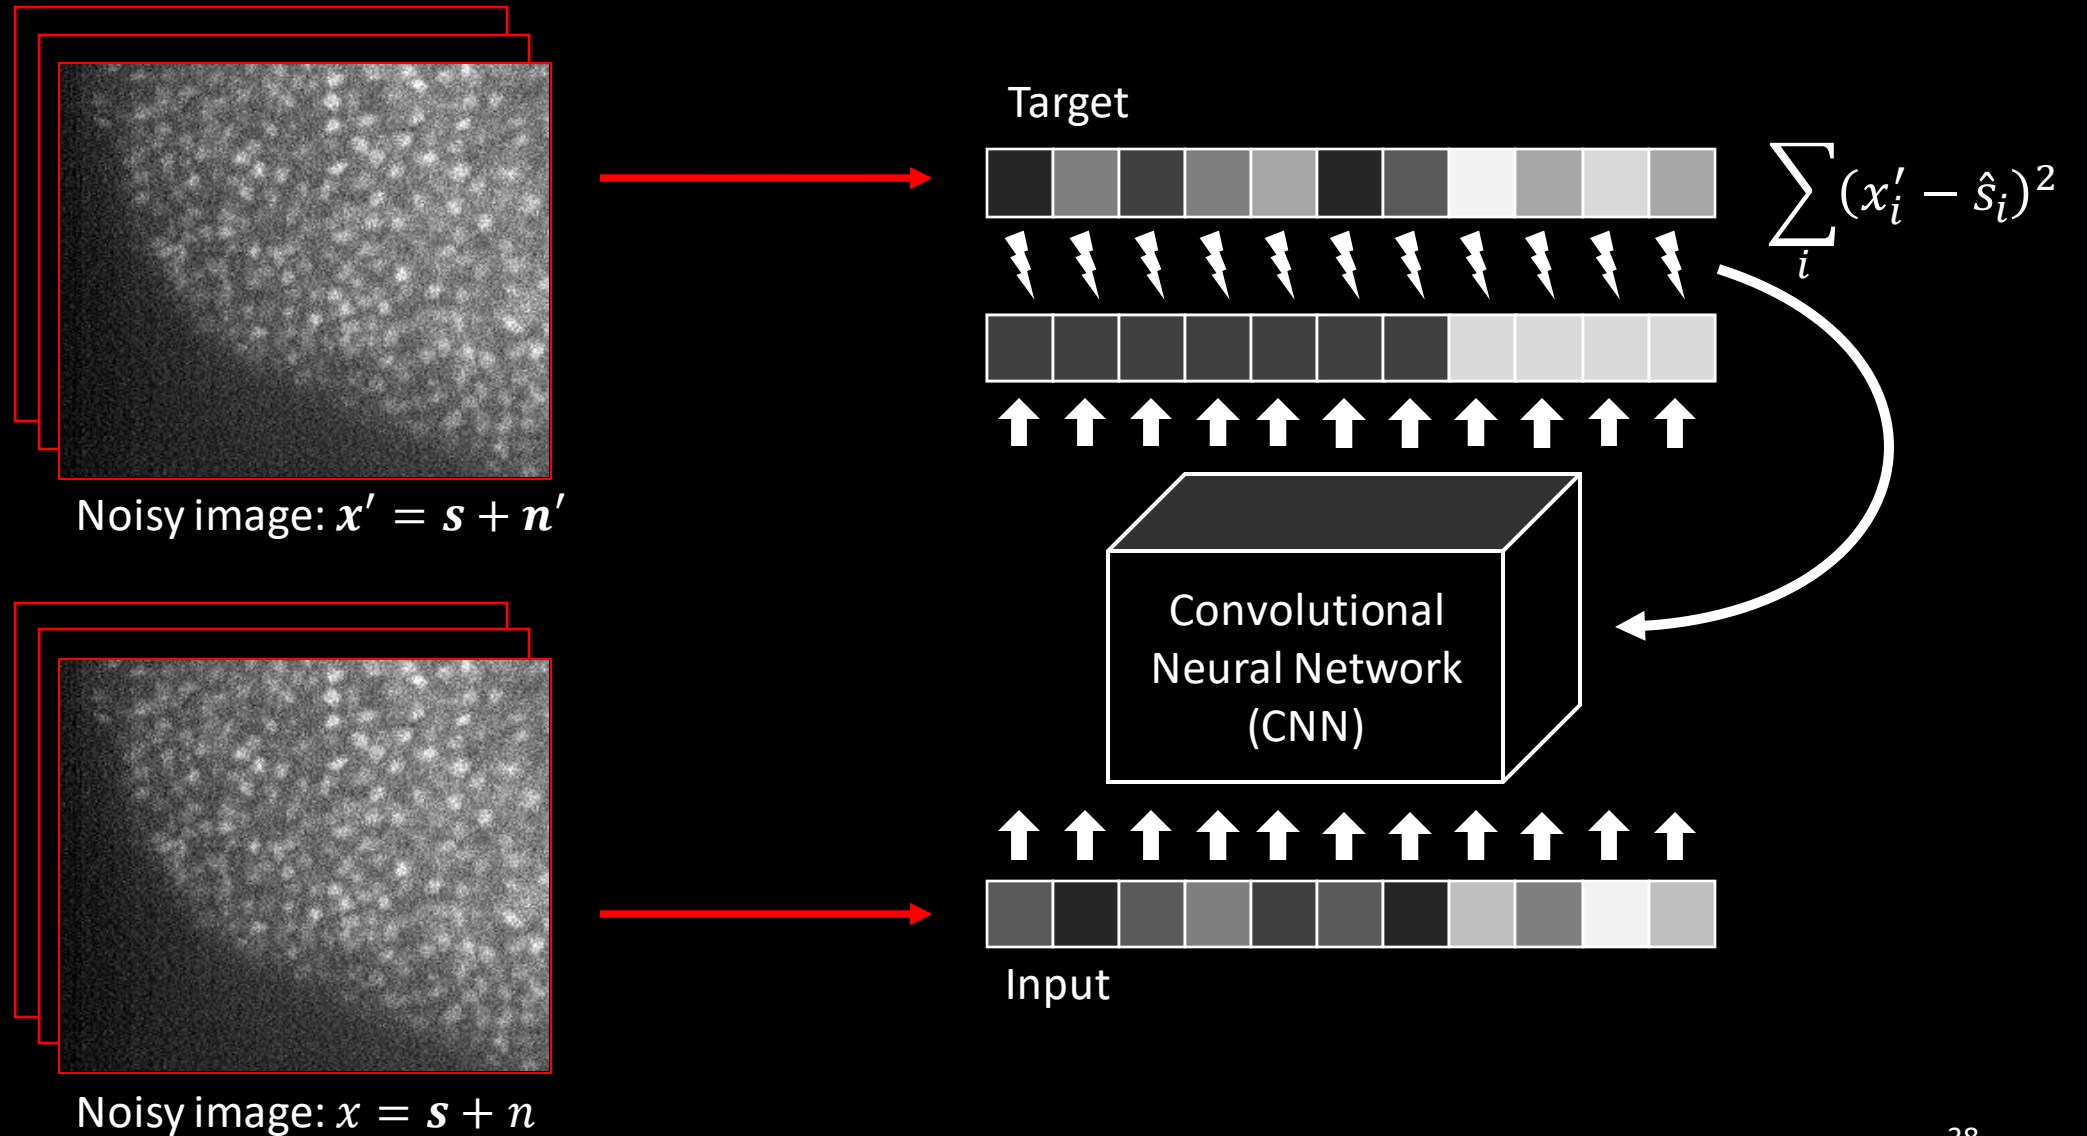 Target
∑ᵢ(x′ᵢ − ŝᵢ)²
Noisy image: x′ = s + n′
Convolutional
Neural Network
(CNN)
Input
Noisy image: x = s + n